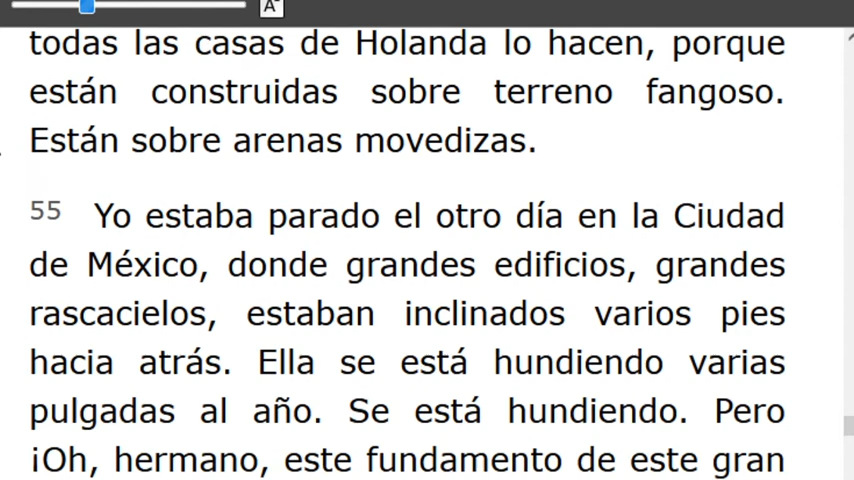 todas las casas de Holanda lo hacen, porque
están construidas sobre terreno fangoso.
Están sobre arenas movedizas.
55 Yo estaba parado el otro día en la Ciudad
de México, donde grandes edificios, grandes
rascacielos, estaban inclinados varios pies
hacia atrás. Ella se está hundiendo varias
pulgadas al año. Se está hundiendo. Pero
¡Oh, hermano, este fundamento de este gran